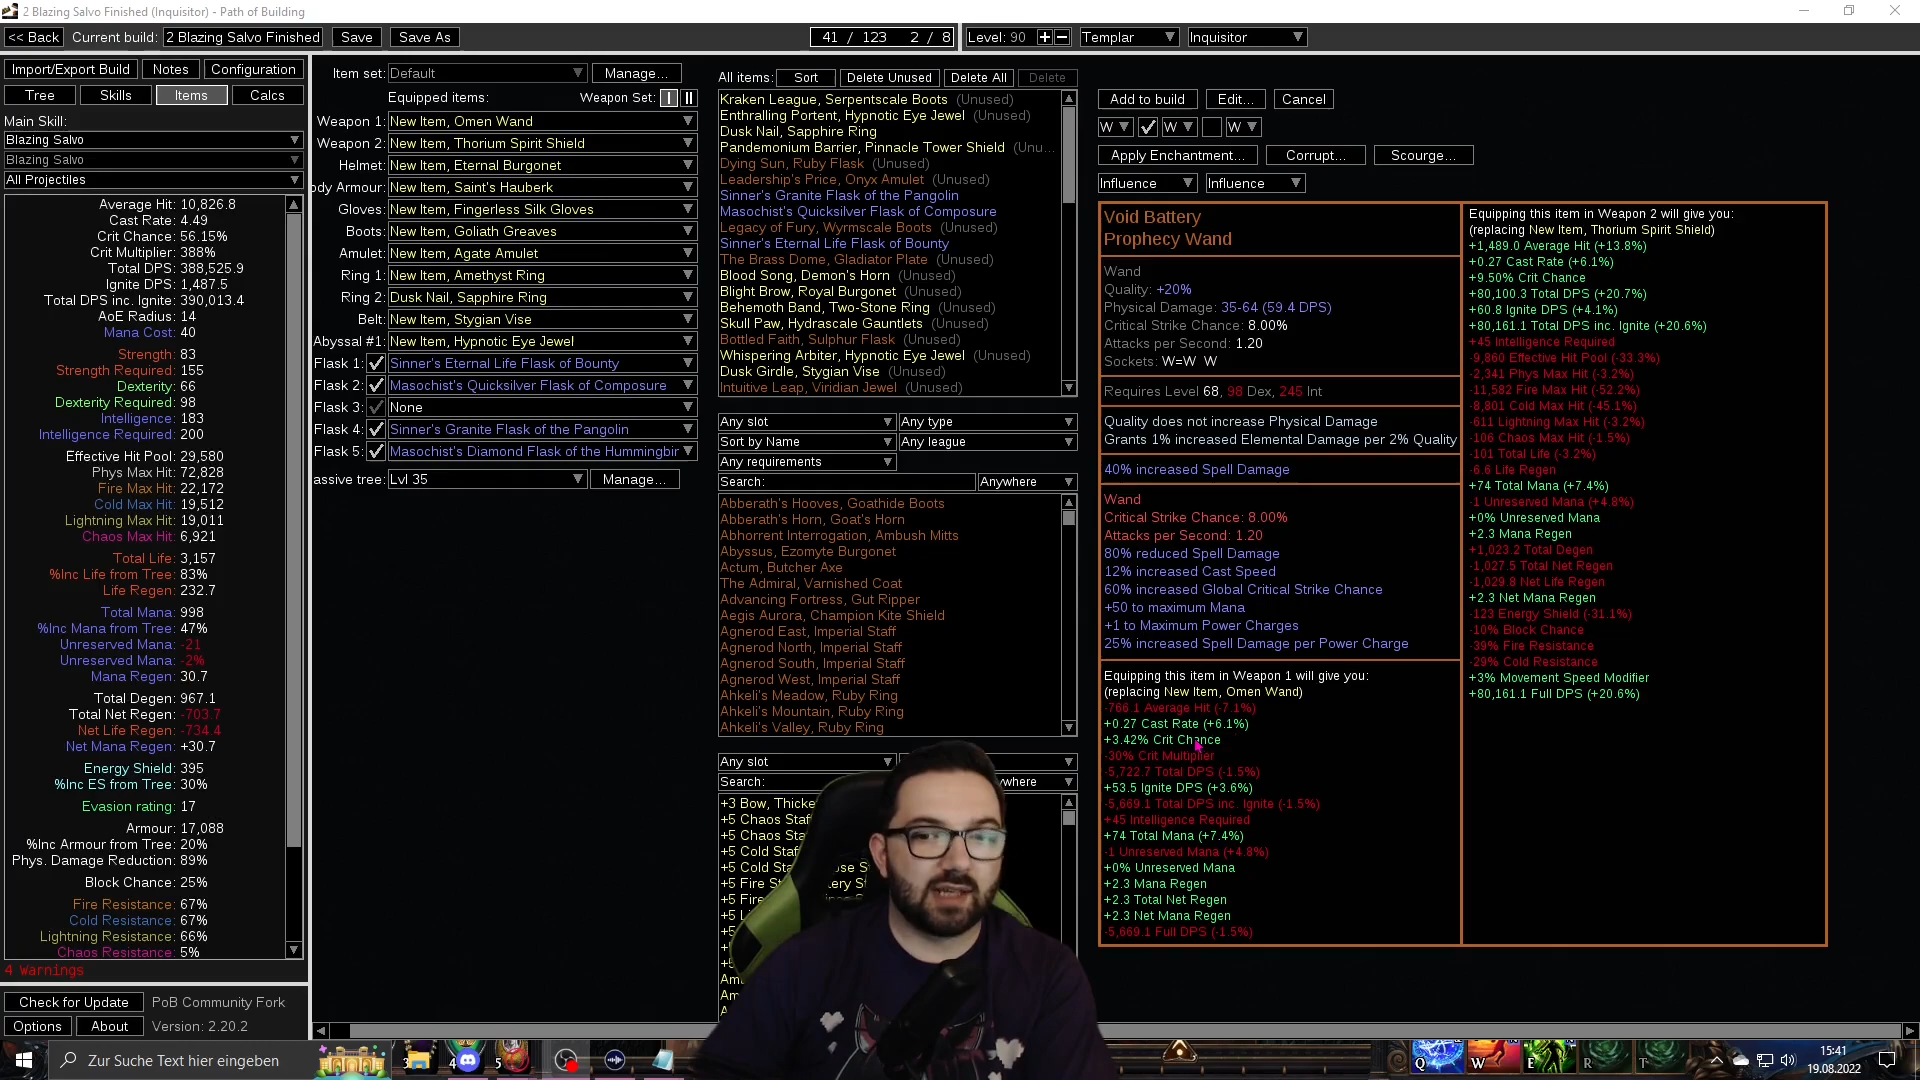 2 Blazing Salvo Finished (Inquisitor) - Path of Building
<< Back
Current build:
2 Blazing Salvo Finished
Save
Save As
41 / 123 2 / 8
Level: 90
+
-
Templar
Inquisitor
Import/Export Build
Notes
Configuration
Tree
Skills
Items
Calcs
Main Skill:
Blazing Salvo
Blazing Salvo
All Projectiles
Average Hit: 10,826.8
Cast Rate: 4.49
Crit Chance: 56.15%
Crit Multiplier: 388%
Total DPS: 388,525.9
Ignite DPS: 1,487.5
Total DPS inc. Ignite: 390,013.4
AoE Radius: 14
Mana Cost: 40
Strength: 83
Strength Required: 155
Dexterity: 66
Dexterity Required: 98
Intelligence: 183
Intelligence Required: 200
Effective Hit Pool: 29,580
Phys Max Hit: 72,828
Fire Max Hit: 22,172
Cold Max Hit: 19,512
Lightning Max Hit: 19,011
Chaos Max Hit: 6,921
Total Life: 3,157
%Inc Life from Tree: 83%
Life Regen: 232.7
Total Mana: 998
%Inc Mana from Tree: 47%
Unreserved Mana: -21
Unreserved Mana: -2%
Mana Regen: 30.7
Total Degen: 967.1
Total Net Regen: -703.7
Net Life Regen: -734.4
Net Mana Regen: +30.7
Energy Shield: 395
%Inc ES from Tree: 30%
Evasion rating: 17
Armour: 17,088
%Inc Armour from Tree: 20%
Phys. Damage Reduction: 89%
Block Chance: 25%
Fire Resistance: 67%
Cold Resistance: 67%
Lightning Resistance: 66%
Chaos Resistance: 5%
4 Warnings
Check for Update
PoB Community Fork
Options
About
Version: 2.20.2
Item set: Default
Manage...
Equipped items:
Weapon Set: I II
Weapon 1: New Item, Omen Wand
Weapon 2: New Item, Thorium Spirit Shield
Helmet: New Item, Eternal Burgonet
ody Armour: New Item, Saint's Hauberk
Gloves: New Item, Fingerless Silk Gloves
Boots: New Item, Goliath Greaves
Amulet: New Item, Agate Amulet
Ring 1: New Item, Amethyst Ring
Ring 2: Dusk Nail, Sapphire Ring
Belt: New Item, Stygian Vise
Abyssal #1: New Item, Hypnotic Eye Jewel
Flask 1: Sinner's Eternal Life Flask of Bounty
Flask 2: Masochist's Quicksilver Flask of Composure
Flask 3: None
Flask 4: Sinner's Granite Flask of the Pangolin
Flask 5: Masochist's Diamond Flask of the Hummingbir
assive tree: Lvl 35
Manage...
All items:
Sort
Delete Unused
Delete All
Delete
Kraken League, Serpentscale Boots (Unused)
Enthralling Portent, Hypnotic Eye Jewel (Unused)
Dusk Nail, Sapphire Ring
Pandemonium Barrier, Pinnacle Tower Shield (Unu...
Dying Sun, Ruby Flask (Unused)
Leadership's Price, Onyx Amulet (Unused)
Sinner's Granite Flask of the Pangolin
Masochist's Quicksilver Flask of Composure
Legacy of Fury, Wyrmscale Boots (Unused)
Sinner's Eternal Life Flask of Bounty
The Brass Dome, Gladiator Plate (Unused)
Blood Song, Demon's Horn (Unused)
Blight Brow, Royal Burgonet (Unused)
Behemoth Band, Two-Stone Ring (Unused)
Skull Paw, Hydrascale Gauntlets (Unused)
Bottled Faith, Sulphur Flask (Unused)
Whispering Arbiter, Hypnotic Eye Jewel (Unused)
Dusk Girdle, Stygian Vise (Unused)
Intuitive Leap, Viridian Jewel (Unused)
Any slot
Any type
Sort by Name
Any league
Any requirements
Search:
Anywhere
Abberath's Hooves, Goathide Boots
Abberath's Horn, Goat's Horn
Abhorrent Interrogation, Ambush Mitts
Abyssus, Ezomyte Burgonet
Actum, Butcher Axe
The Admiral, Varnished Coat
Advancing Fortress, Gut Ripper
Aegis Aurora, Champion Kite Shield
Agnerod East, Imperial Staff
Agnerod North, Imperial Staff
Agnerod South, Imperial Staff
Agnerod West, Imperial Staff
Ahkeli's Meadow, Ruby Ring
Ahkeli's Mountain, Ruby Ring
Ahkeli's Valley, Ruby Ring
Any slot
Search:
ywhere
+3 Bow, Thicke
+5 Chaos Staf
+5 Chaos Sta
+5 Cold Staf
+5 Cold Sta ose S
+5 Fire St ery S
+5 Fire
+5 L
+5
+
+5
Am
Am
Add to build
Edit...
Cancel
W W W
Apply Enchantment...
Corrupt...
Scourge...
Influence
Influence
Void Battery
Prophecy Wand
Wand
Quality: +20%
Physical Damage: 35-64 (59.4 DPS)
Critical Strike Chance: 8.00%
Attacks per Second: 1.20
Sockets: W=W W
Requires Level 68, 98 Dex, 245 Int
Quality does not increase Physical Damage
Grants 1% increased Elemental Damage per 2% Quality
40% increased Spell Damage
Wand
Critical Strike Chance: 8.00%
Attacks per Second: 1.20
80% reduced Spell Damage
12% increased Cast Speed
60% increased Global Critical Strike Chance
+50 to maximum Mana
+1 to Maximum Power Charges
25% increased Spell Damage per Power Charge
Equipping this item in Weapon 1 will give you:
(replacing New Item, Omen Wand)
-766.1 Average Hit (-7.1%)
+0.27 Cast Rate (+6.1%)
+3.42% Crit Chance
-30% Crit Multiplier
-5,722.7 Total DPS (-1.5%)
+53.5 Ignite DPS (+3.6%)
-5,669.1 Total DPS inc. Ignite (-1.5%)
+45 Intelligence Required
+74 Total Mana (+7.4%)
-1 Unreserved Mana (+4.8%)
+0% Unreserved Mana
+2.3 Mana Regen
+2.3 Total Net Regen
+2.3 Net Mana Regen
-5,669.1 Full DPS (-1.5%)
Equipping this item in Weapon 2 will give you:
(replacing New Item, Thorium Spirit Shield)
+1,489.0 Average Hit (+13.8%)
+0.27 Cast Rate (+6.1%)
+9.50% Crit Chance
+80,100.3 Total DPS (+20.7%)
+60.8 Ignite DPS (+4.1%)
+80,161.1 Total DPS inc. Ignite (+20.6%)
+45 Intelligence Required
-9,860 Effective Hit Pool (-33.3%)
-2,341 Phys Max Hit (-3.2%)
-11,582 Fire Max Hit (-52.2%)
-8,801 Cold Max Hit (-45.1%)
-611 Lightning Max Hit (-3.2%)
-106 Chaos Max Hit (-1.5%)
-101 Total Life (-3.2%)
-6.6 Life Regen
+74 Total Mana (+7.4%)
-1 Unreserved Mana (+4.8%)
+0% Unreserved Mana
+2.3 Mana Regen
+1,023.2 Total Degen
-1,027.5 Total Net Regen
-1,029.8 Net Life Regen
+2.3 Net Mana Regen
-123 Energy Shield (-31.1%)
-10% Block Chance
-39% Fire Resistance
-29% Cold Resistance
+3% Movement Speed Modifier
+80,161.1 Full DPS (+20.6%)
Zur Suche Text hier eingeben
3
4
5
Q W E R T
15:41
19.08.2022